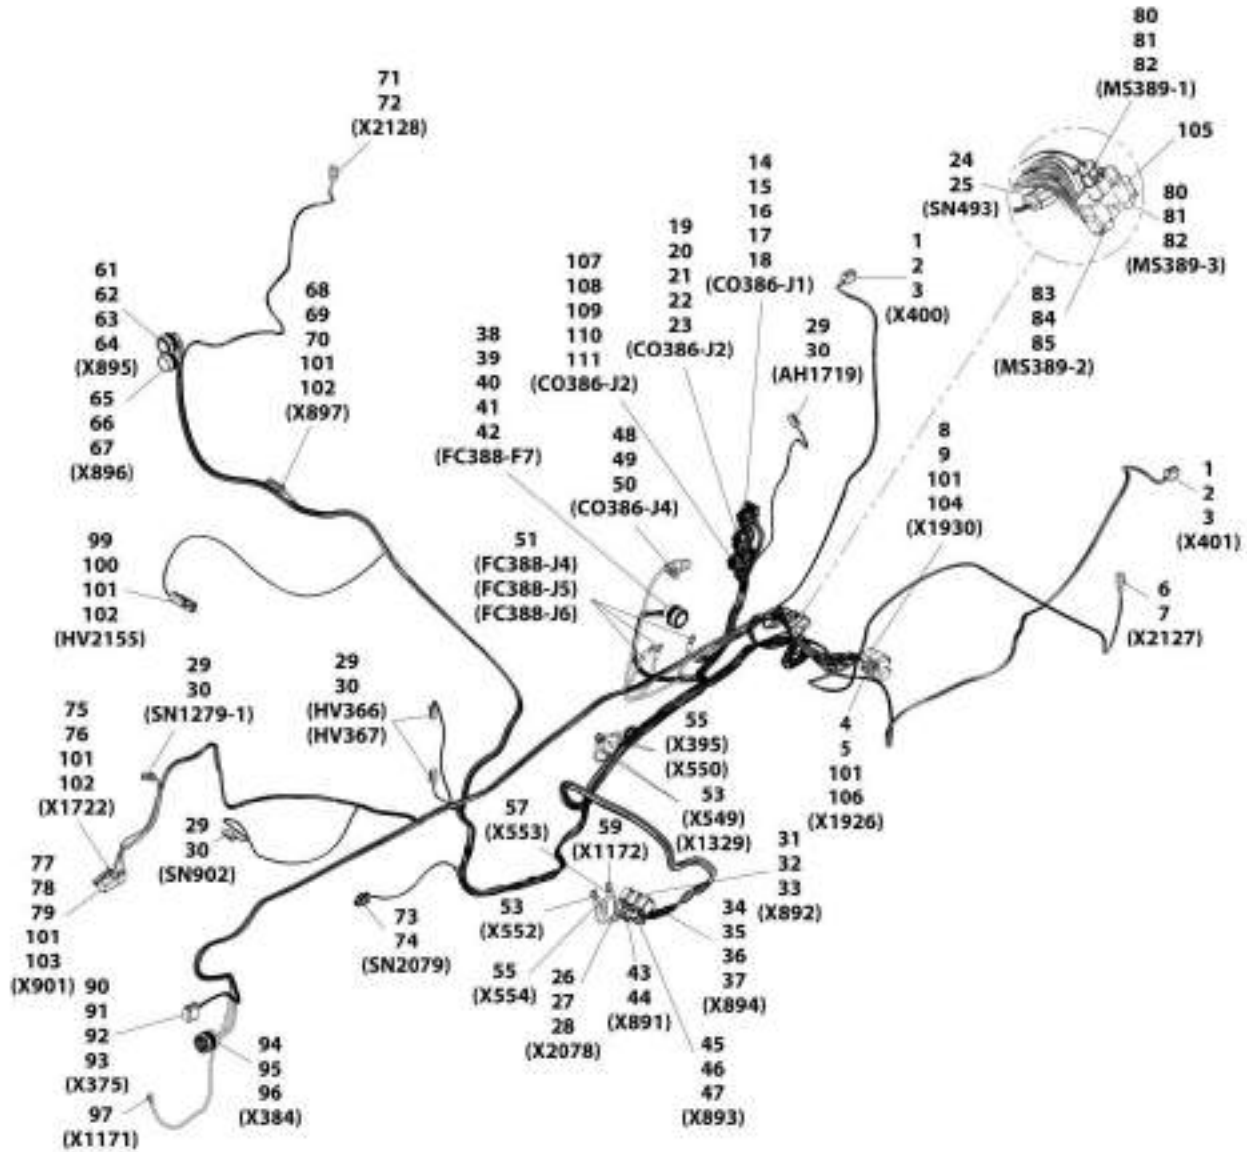 80
81
82
(MS389-1)
105
71
72
(X2128)
24
25
(SN493)
80
81
82
(MS389-3)
83
84
85
(MS389-2)
14
15
16
17
18
(CO386-J1)
19
20
21
22
23
(CO386-J2)
1
2
3
(X400)
107
108
109
110
111
(CO386-J2)
29
30
(AH1719)
61
62
63
64
(X895)
65
66
67
(X896)
68
69
70
101
102
(X897)
38
39
40
41
42
(FC388-F7)
48
49
50
(CO386-J4)
8
9
101
104
(X1930)
1
2
3
(X401)
51
(FC388-J4)
(FC388-J5)
(FC388-J6)
99
100
101
102
(HV2155)
6
7
(X2127)
29
30
(SN1279-1)
29
30
(HV366)
(HV367)
75
76
101
102
(X1722)
55
(X395)
(X550)
53
(X549)
(X1329)
4
5
101
106
(X1926)
57
(X553)
59
(X1172)
29
30
(SN902)
31
32
33
(X892)
77
78
79
101
103
(X901)
73
74
(SN2079)
53
(X552)
55
(X554)
34
35
36
37
(X894)
26
27
28
(X2078)
43
44
(X891)
45
46
47
(X893)
90
91
92
93
(X375)
94
95
96
(X384)
97
(X1171)